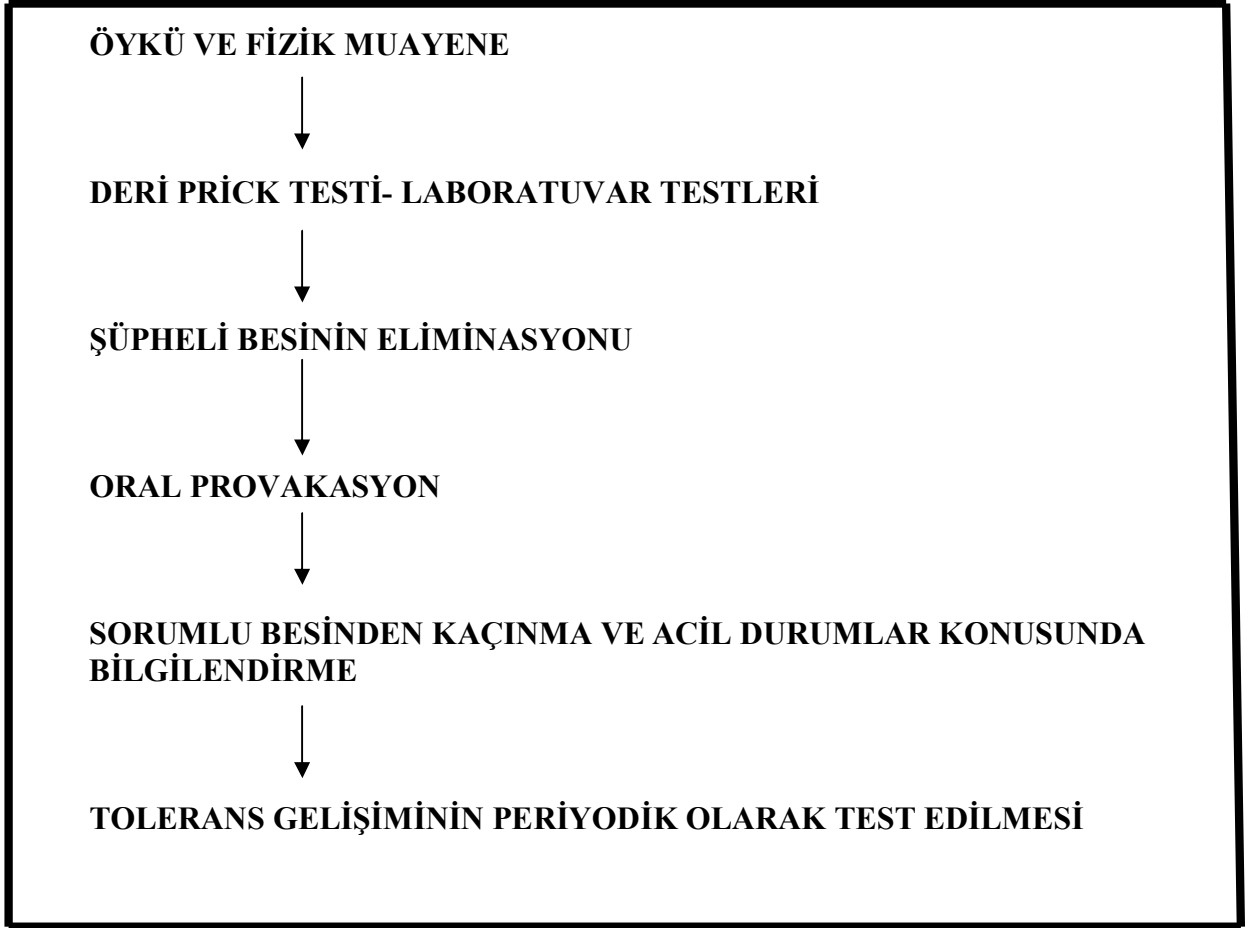 ÖYKÜ VE FİZİK MUAYENE
DERİ PRİCK TESTİ- LABORATUVAR TESTLERİ
ŞÜPHELİ BESİNİN ELİMİNASYONU
ORAL PROVAKASYON
SORUMLU BESİNDEN KAÇINMA VE ACİL DURUMLAR KONUSUNDA
BİLGİLENDİRME
TOLERANS GELİŞİMİNİN PERİYODİK OLARAK TEST EDİLMESİ